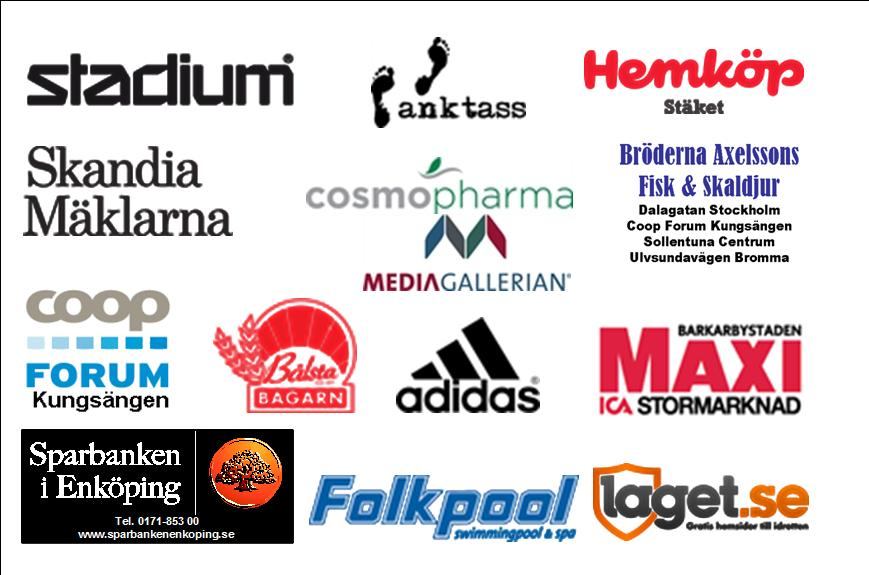 stadium
anktass
Hemköp
Stäket
Skandia
Mäklarna
cosmopharma
MEDIAGALLERIAN
Bröderna Axelssons
Fisk & Skaldjur
Dalagatan Stockholm
Coop Forum Kungsängen
Sollentuna Centrum
Ulvsundavägen Bromma
coop
FORUM
Kungsängen
Bålsta
BAGARN
adidas®
BARKARBYSTADEN
MAXI
ICA STORMARKNAD
Sparbanken
i Enköping
Tel. 0171-853 00
www.sparbankenenkoping.se
Folkpool
swimmingpool & spa
laget.se
Gratis hemsidor till idrotten